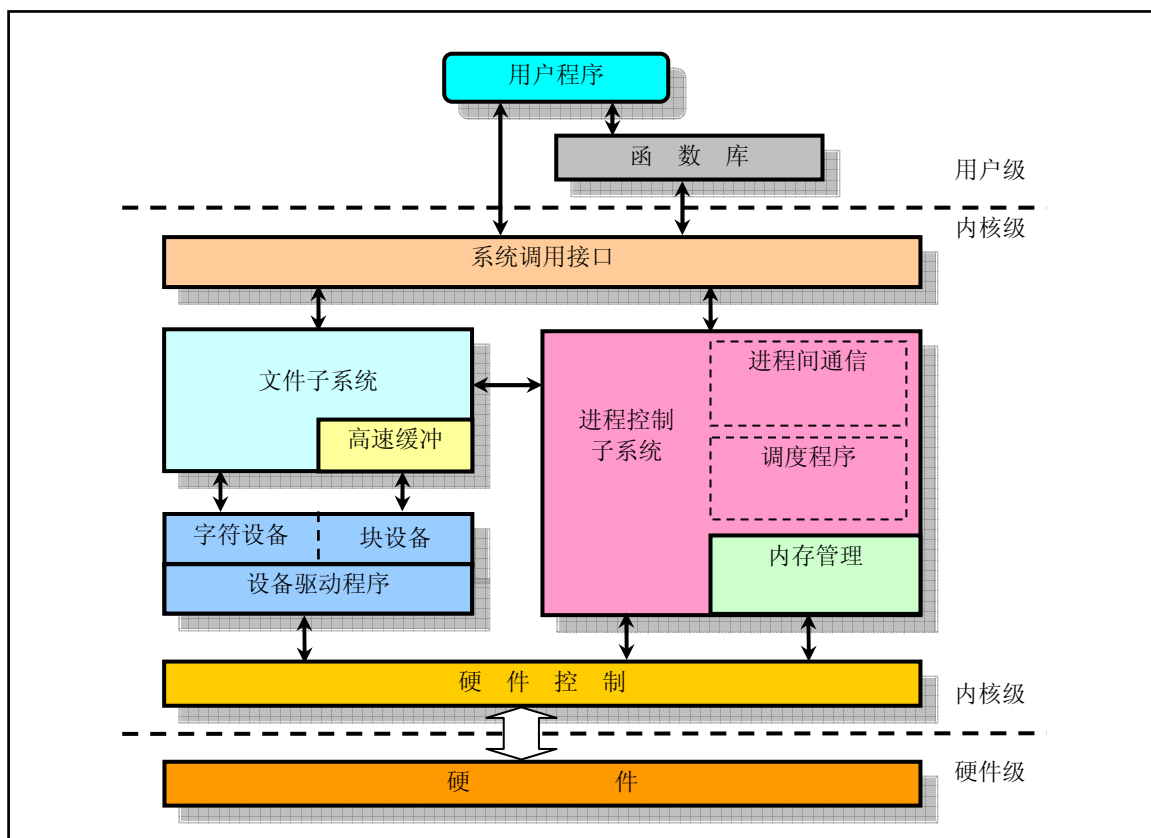 用户程序
函 数 库
用户级
内核级
系统调用接口
文件子系统
高速缓冲
进程控制
子系统
进程间通信
调度程序
内存管理
字符设备
块设备
设备驱动程序
硬 件 控 制
内核级
硬 件
硬件级